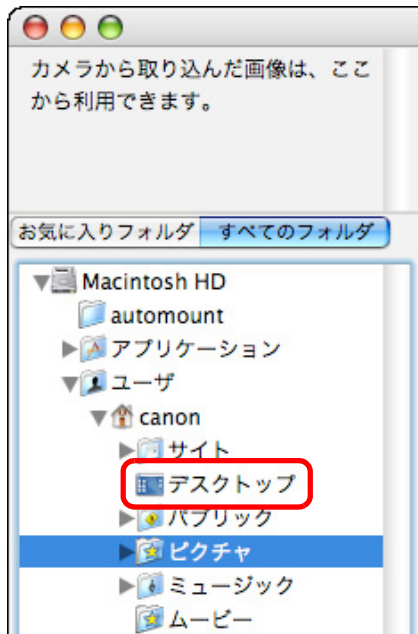 カメラから取り込んだ画像は、ここ
から利用できます。
お気に入りフォルダ すべてのフォルダ
Macintosh HD
automount
アプリケーション
ユーザ
canon
サイト
デスクトップ
パブリック
ピクチャ
ミュージック
ムービー